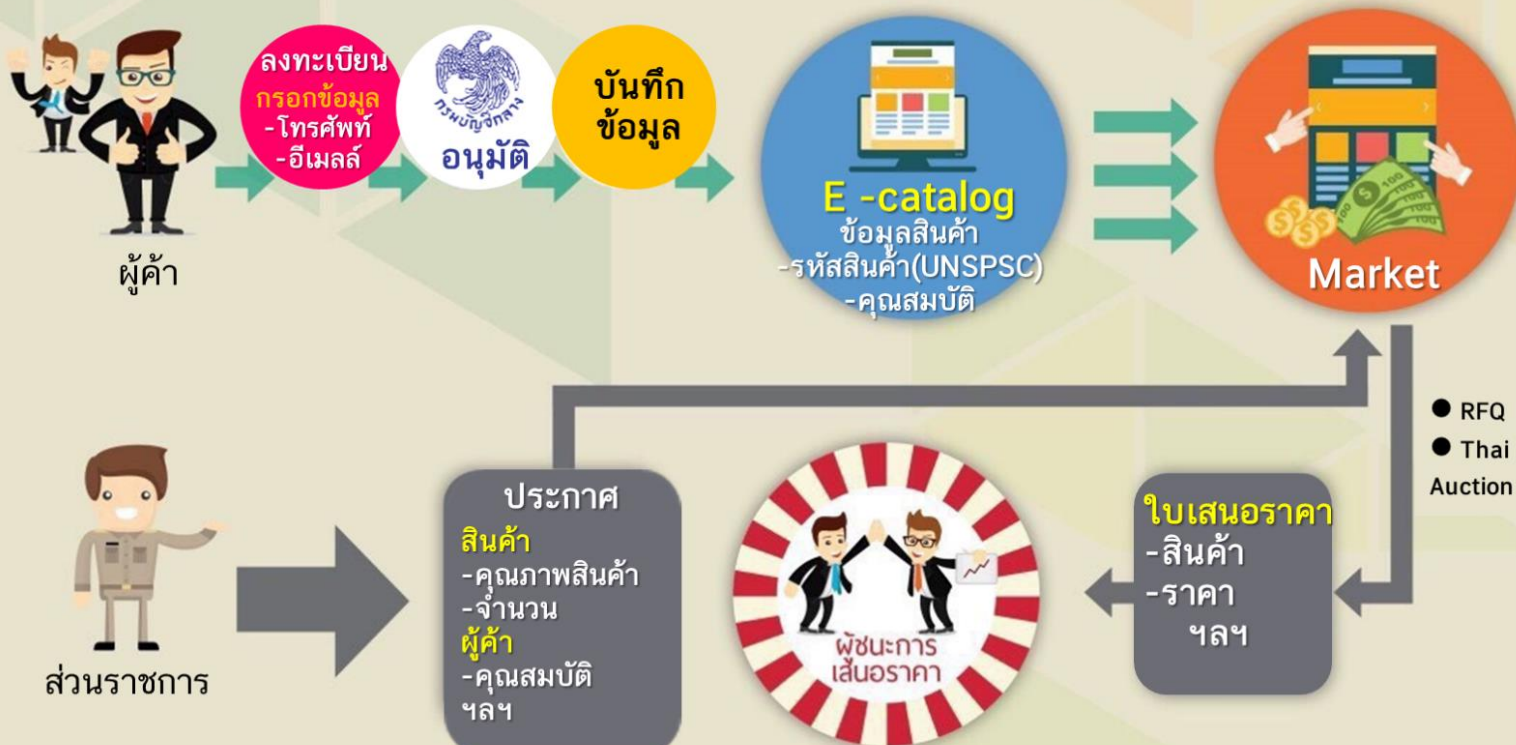 ผู้ค้า
ลงทะเบียน
กรอกข้อมูล
-โทรศัพท์
-อีเมลล์
กรมบัญชีกลาง
อนุมัติ
บันทึก
ข้อมูล
E -catalog
ข้อมูลสินค้า
-รหัสสินค้า(UNSPSC)
-คุณสมบัติ
Market
ส่วนราชการ
ประกาศ
สินค้า
-คุณภาพสินค้า
-จำนวน
ผู้ค้า
-คุณสมบัติ
ฯลฯ
● RFQ
● Thai
Auction
ใบเสนอราคา
-สินค้า
-ราคา
ฯลฯ
ผู้ชนะการ
เสนอราคา
100
100
100
100